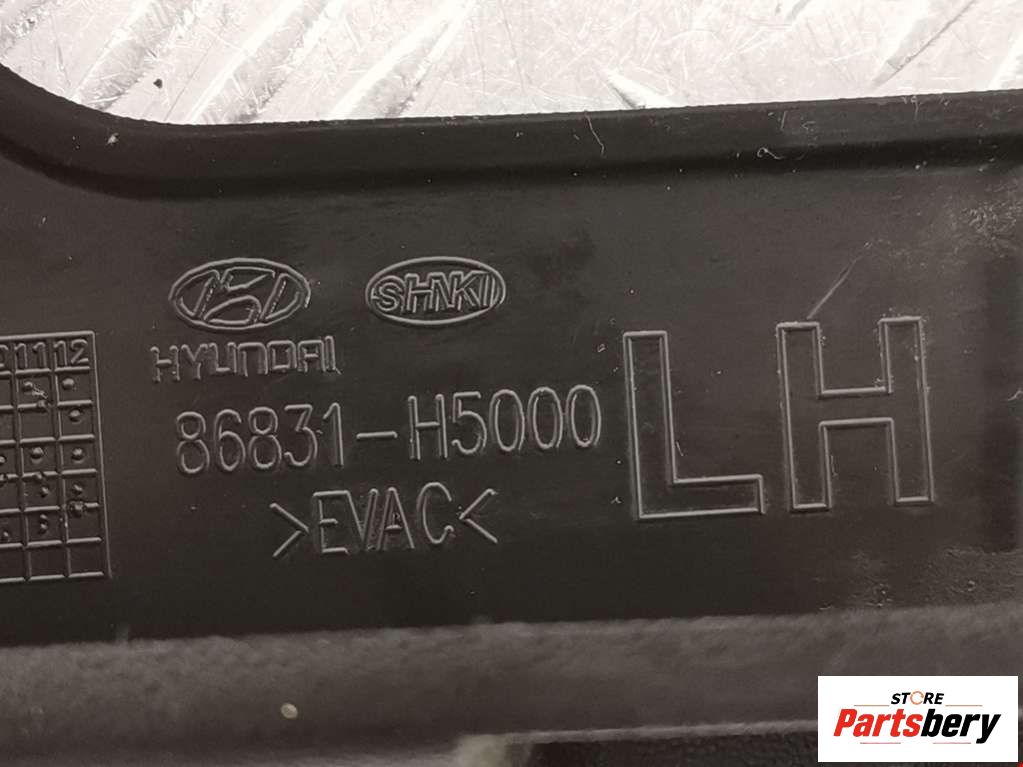 HYUNDAI
SHNKI
86831-H5000
>EVAC<
LH
11 12
STORE
Partsbery